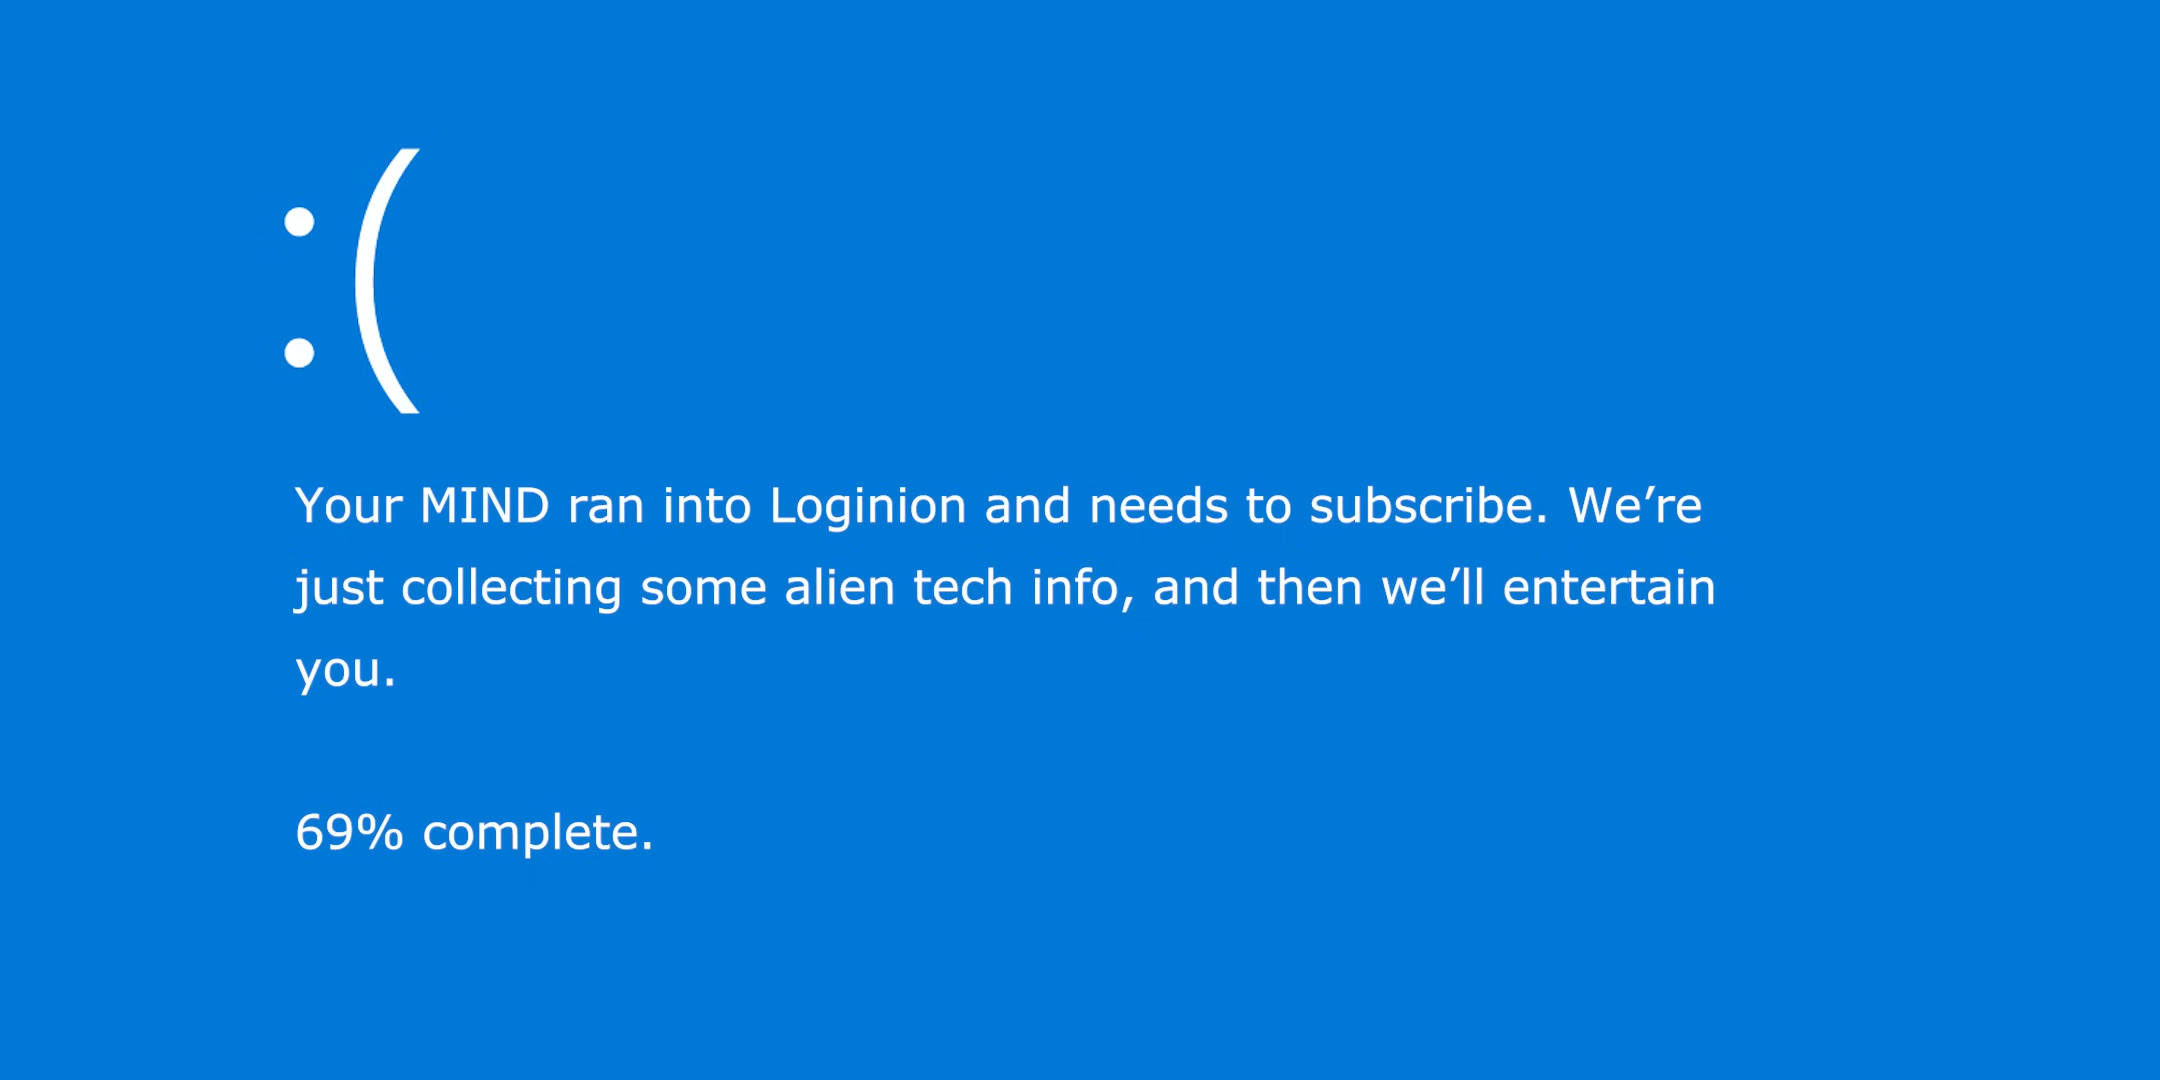 :(
Your MIND ran into Loginion and needs to subscribe. We’re
just collecting some alien tech info, and then we’ll entertain
you.
69% complete.